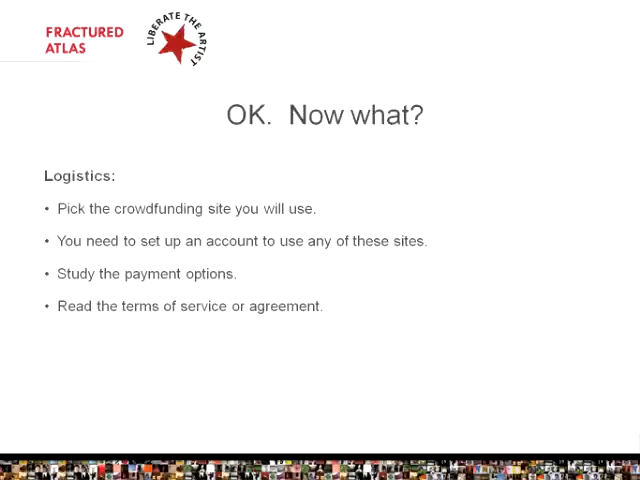 FRACTURED
ATLAS
LIBERATE THE ARTIST
OK. Now what?
Logistics:
• Pick the crowdfunding site you will use.
• You need to set up an account to use any of these sites.
• Study the payment options.
• Read the terms of service or agreement.